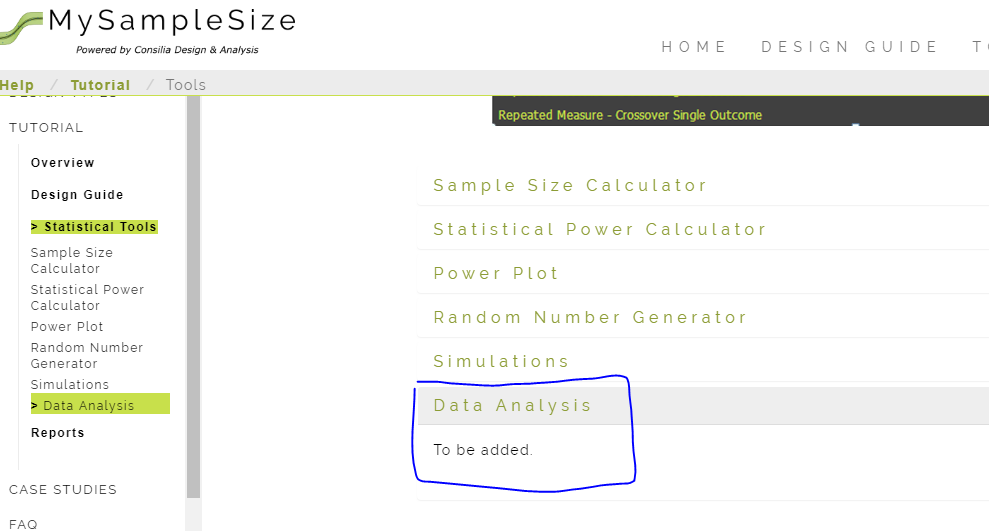 MySampleSize
Powered by Consilia Design & Analysis
HOME DESIGN GUIDE
Help / Tutorial / Tools
TUTORIAL
Overview
Design Guide
> Statistical Tools
Sample Size
Calculator
Statistical Power
Calculator
Power Plot
Random Number
Generator
Simulations
> Data Analysis
Reports
CASE STUDIES
FAQ
Repeated Measure - Crossover Single Outcome
Sample Size Calculator
Statistical Power Calculator
Power Plot
Random Number Generator
Simulations
Data Analysis
To be added.